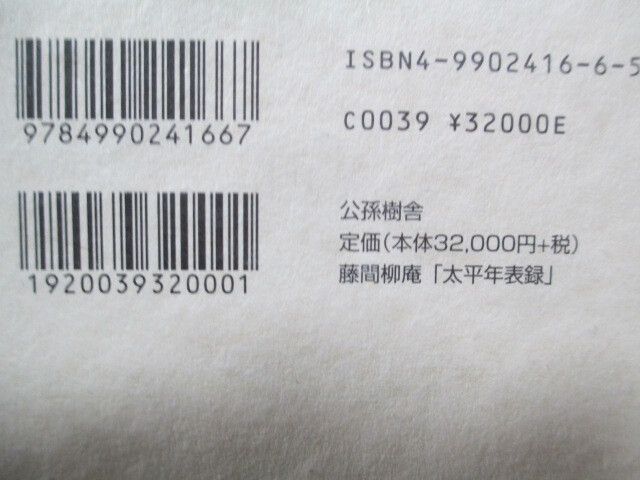 9784990241667
1920039320001
ISBN4-9902416-6-5
C0039 ¥32000E
公孫樹舎
定価(本体32,000円+税)
藤間柳庵「太平年表録」